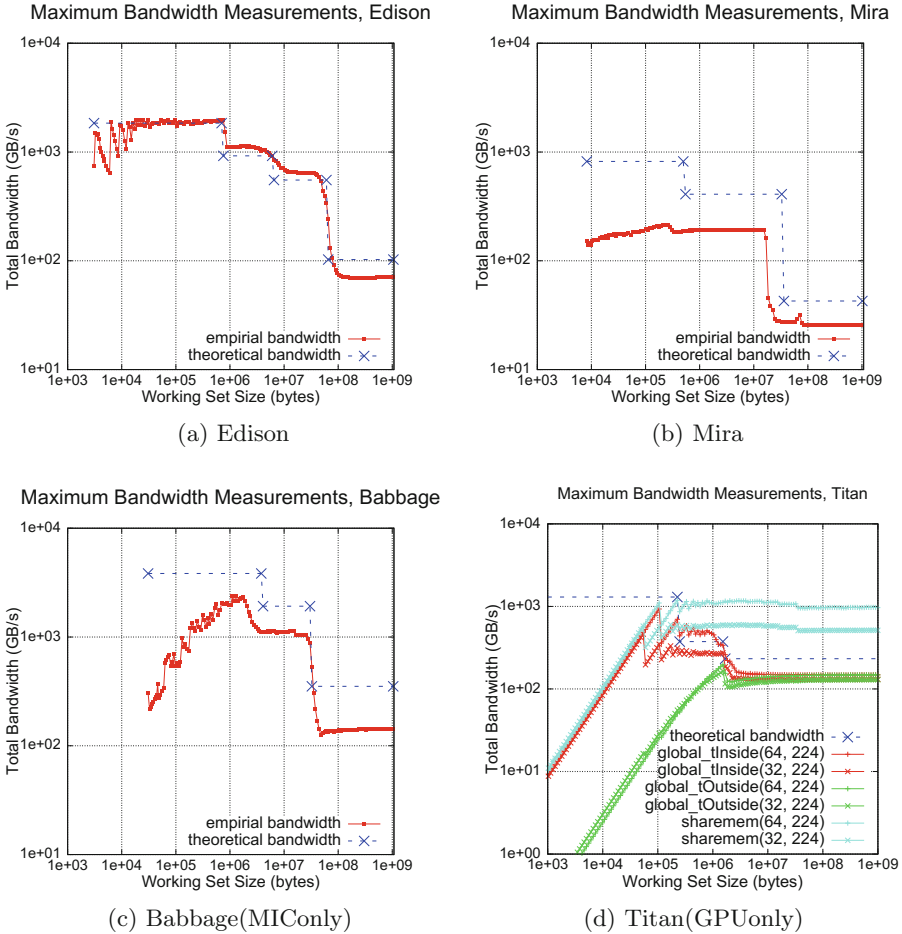 Maximum Bandwidth Measurements, Edison
Total Bandwidth (GB/s)
1e+04
1e+03
1e+02
1e+01
empirial bandwidth
theoretical bandwidth
1e+03 1e+04 1e+05 1e+06 1e+07 1e+08 1e+09
Working Set Size (bytes)
(a) Edison
Maximum Bandwidth Measurements, Mira
Total Bandwidth (GB/s)
1e+04
1e+03
1e+02
1e+01
empirial bandwidth
theoretical bandwidth
1e+03 1e+04 1e+05 1e+06 1e+07 1e+08 1e+09
Working Set Size (bytes)
(b) Mira
Maximum Bandwidth Measurements, Babbage
Total Bandwidth (GB/s)
1e+04
1e+03
1e+02
1e+01
empirial bandwidth
theoretical bandwidth
1e+03 1e+04 1e+05 1e+06 1e+07 1e+08 1e+09
Working Set Size (bytes)
(c) Babbage(MIConly)
Maximum Bandwidth Measurements, Titan
Total Bandwidth (GB/s)
1e+04
1e+03
1e+02
1e+01
1e+00
theoretical bandwidth
global_tInside(64, 224)
global_tInside(32, 224)
global_tOutside(64, 224)
global_tOutside(32, 224)
sharemem(64, 224)
sharemem(32, 224)
1e+03 1e+04 1e+05 1e+06 1e+07 1e+08 1e+09
Working Set Size (bytes)
(d) Titan(GPUonly)